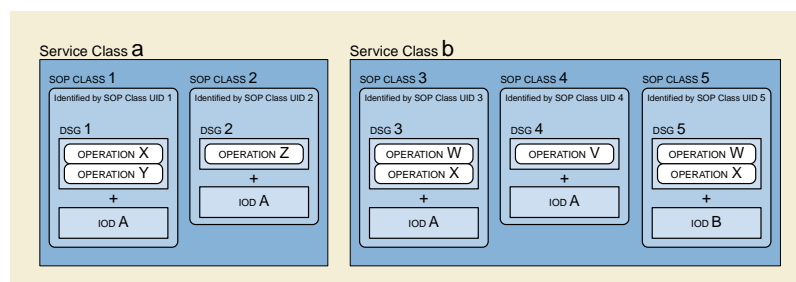 Service Class a
SOP CLASS 1
Identified by SOP Class UID 1
DSG 1
OPERATION X
OPERATION Y
+
IOD A
SOP CLASS 2
Identified by SOP Class UID 2
DSG 2
OPERATION Z
+
IOD A
Service Class b
SOP CLASS 3
Identified by SOP Class UID 3
DSG 3
OPERATION W
OPERATION X
+
IOD A
SOP CLASS 4
Identified by SOP Class UID 4
DSG 4
OPERATION V
+
IOD A
SOP CLASS 5
Identified by SOP Class UID 5
DSG 5
OPERATION W
OPERATION X
+
IOD B